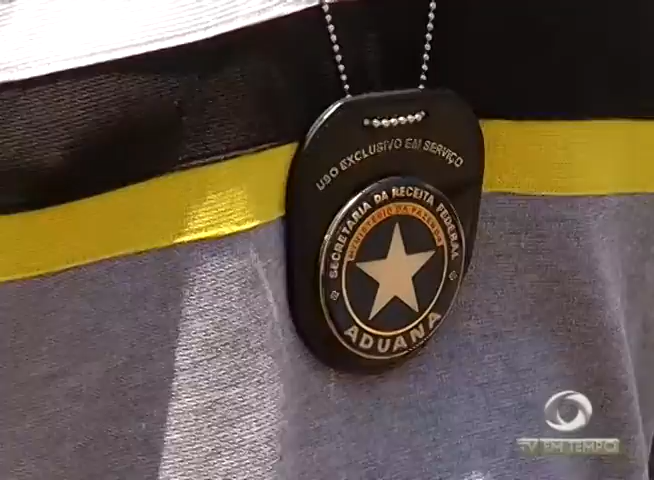 USO EXCLUSIVO EM SERVIÇO
SECRETARIA DA RECEITA FEDERAL
MINISTÉRIO DA FAZENDA
ADUANA
TV EM TEMPO